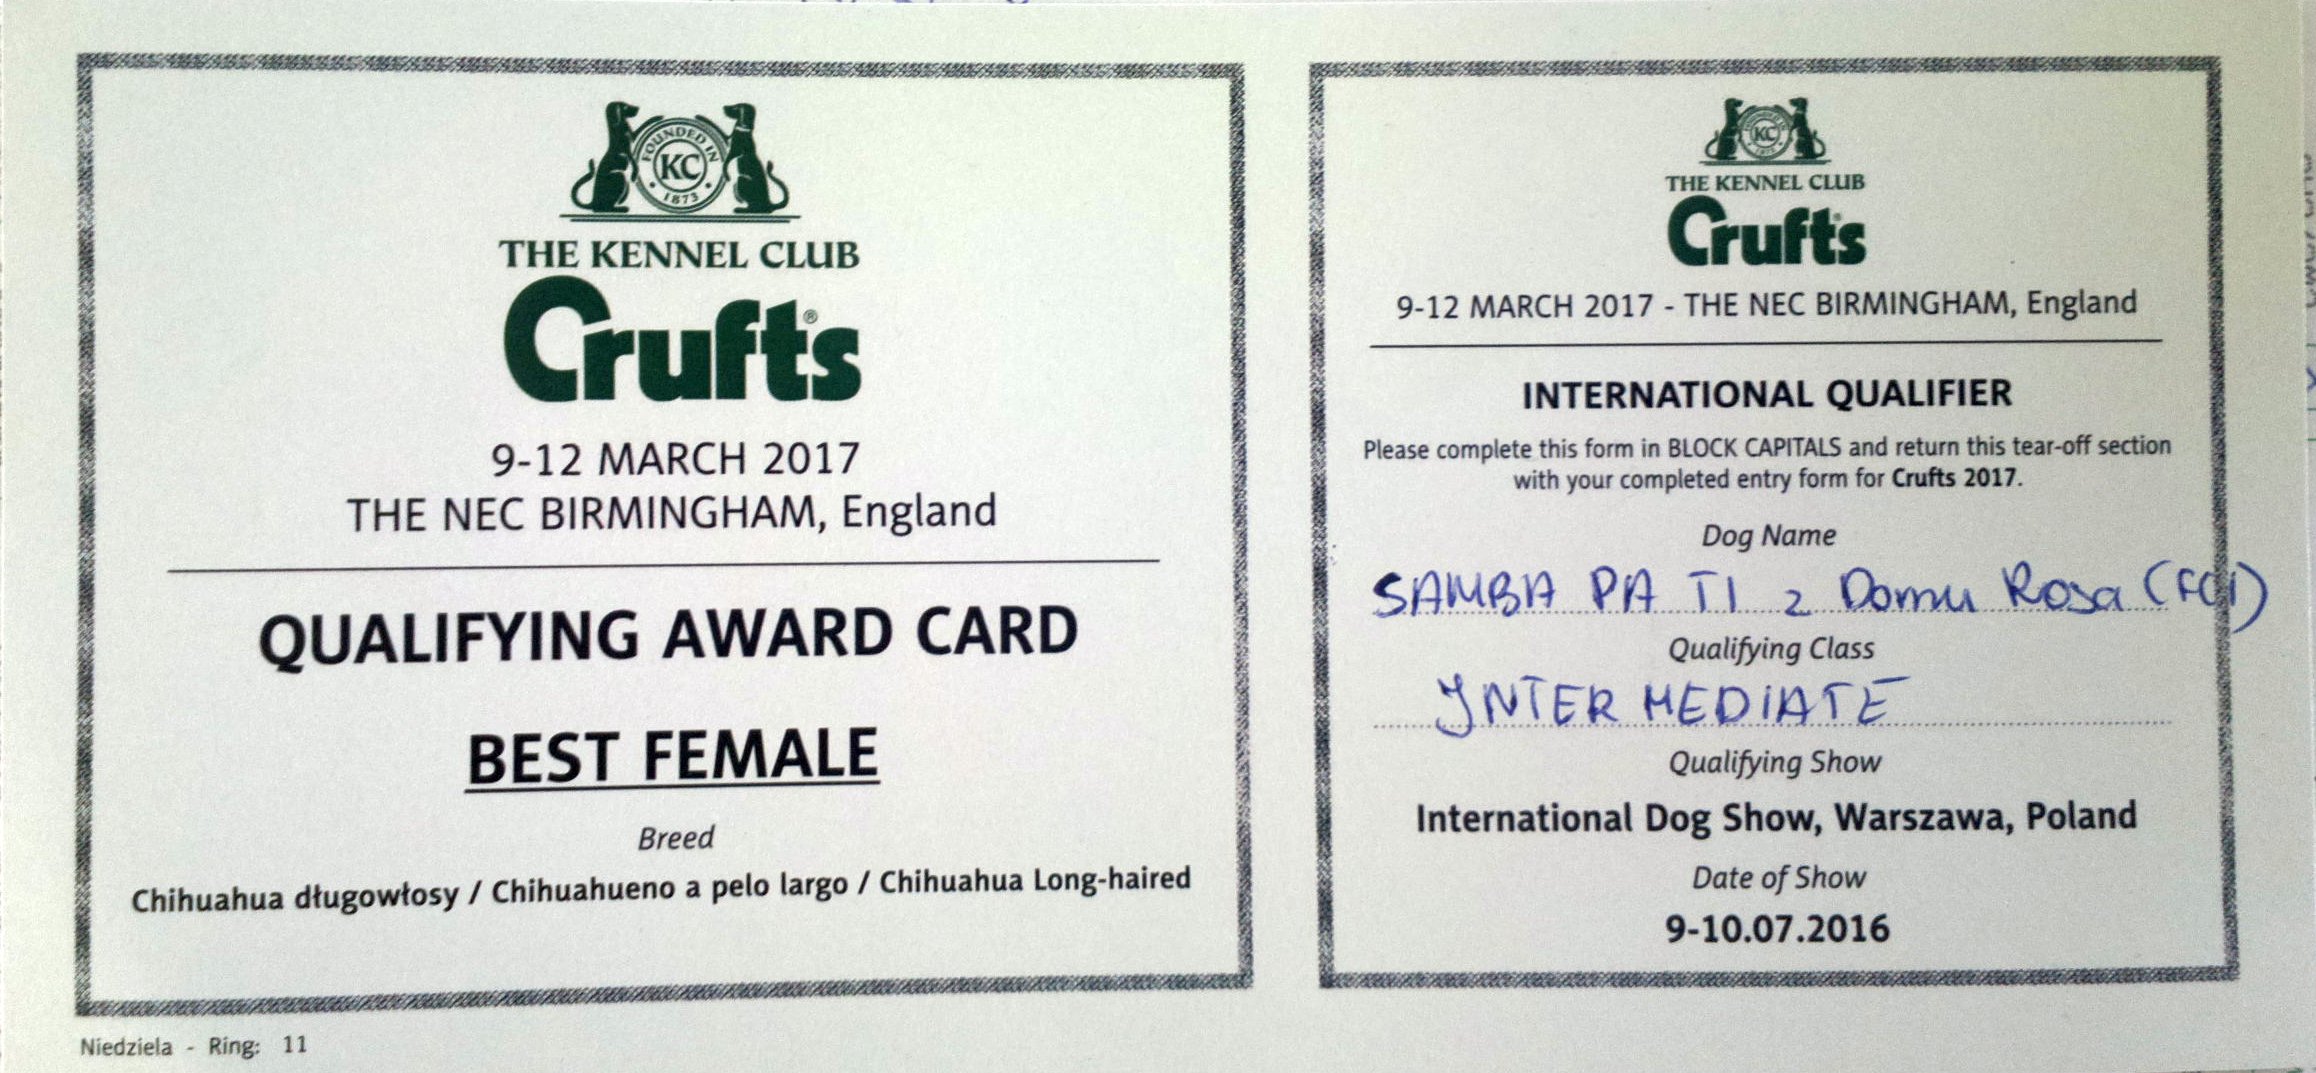 FOUNDED IN
KC
1873
THE KENNEL CLUB
Crufts®
9-12 MARCH 2017
THE NEC BIRMINGHAM, England
QUALIFYING AWARD CARD
BEST FEMALE
Breed
Chihuahua długowłosy / Chihuahueno a pelo largo / Chihuahua Long-haired
Niedziela - Ring: 11
KC
THE KENNEL CLUB
Crufts
9-12 MARCH 2017 - THE NEC BIRMINGHAM, England
INTERNATIONAL QUALIFIER
Please complete this form in BLOCK CAPITALS and return this tear-off section
with your completed entry form for Crufts 2017.
Dog Name
SAMBA PA TI z Domu Rosa (FCI)
Qualifying Class
INTERMEDIATE
Qualifying Show
International Dog Show, Warszawa, Poland
Date of Show
9-10.07.2016